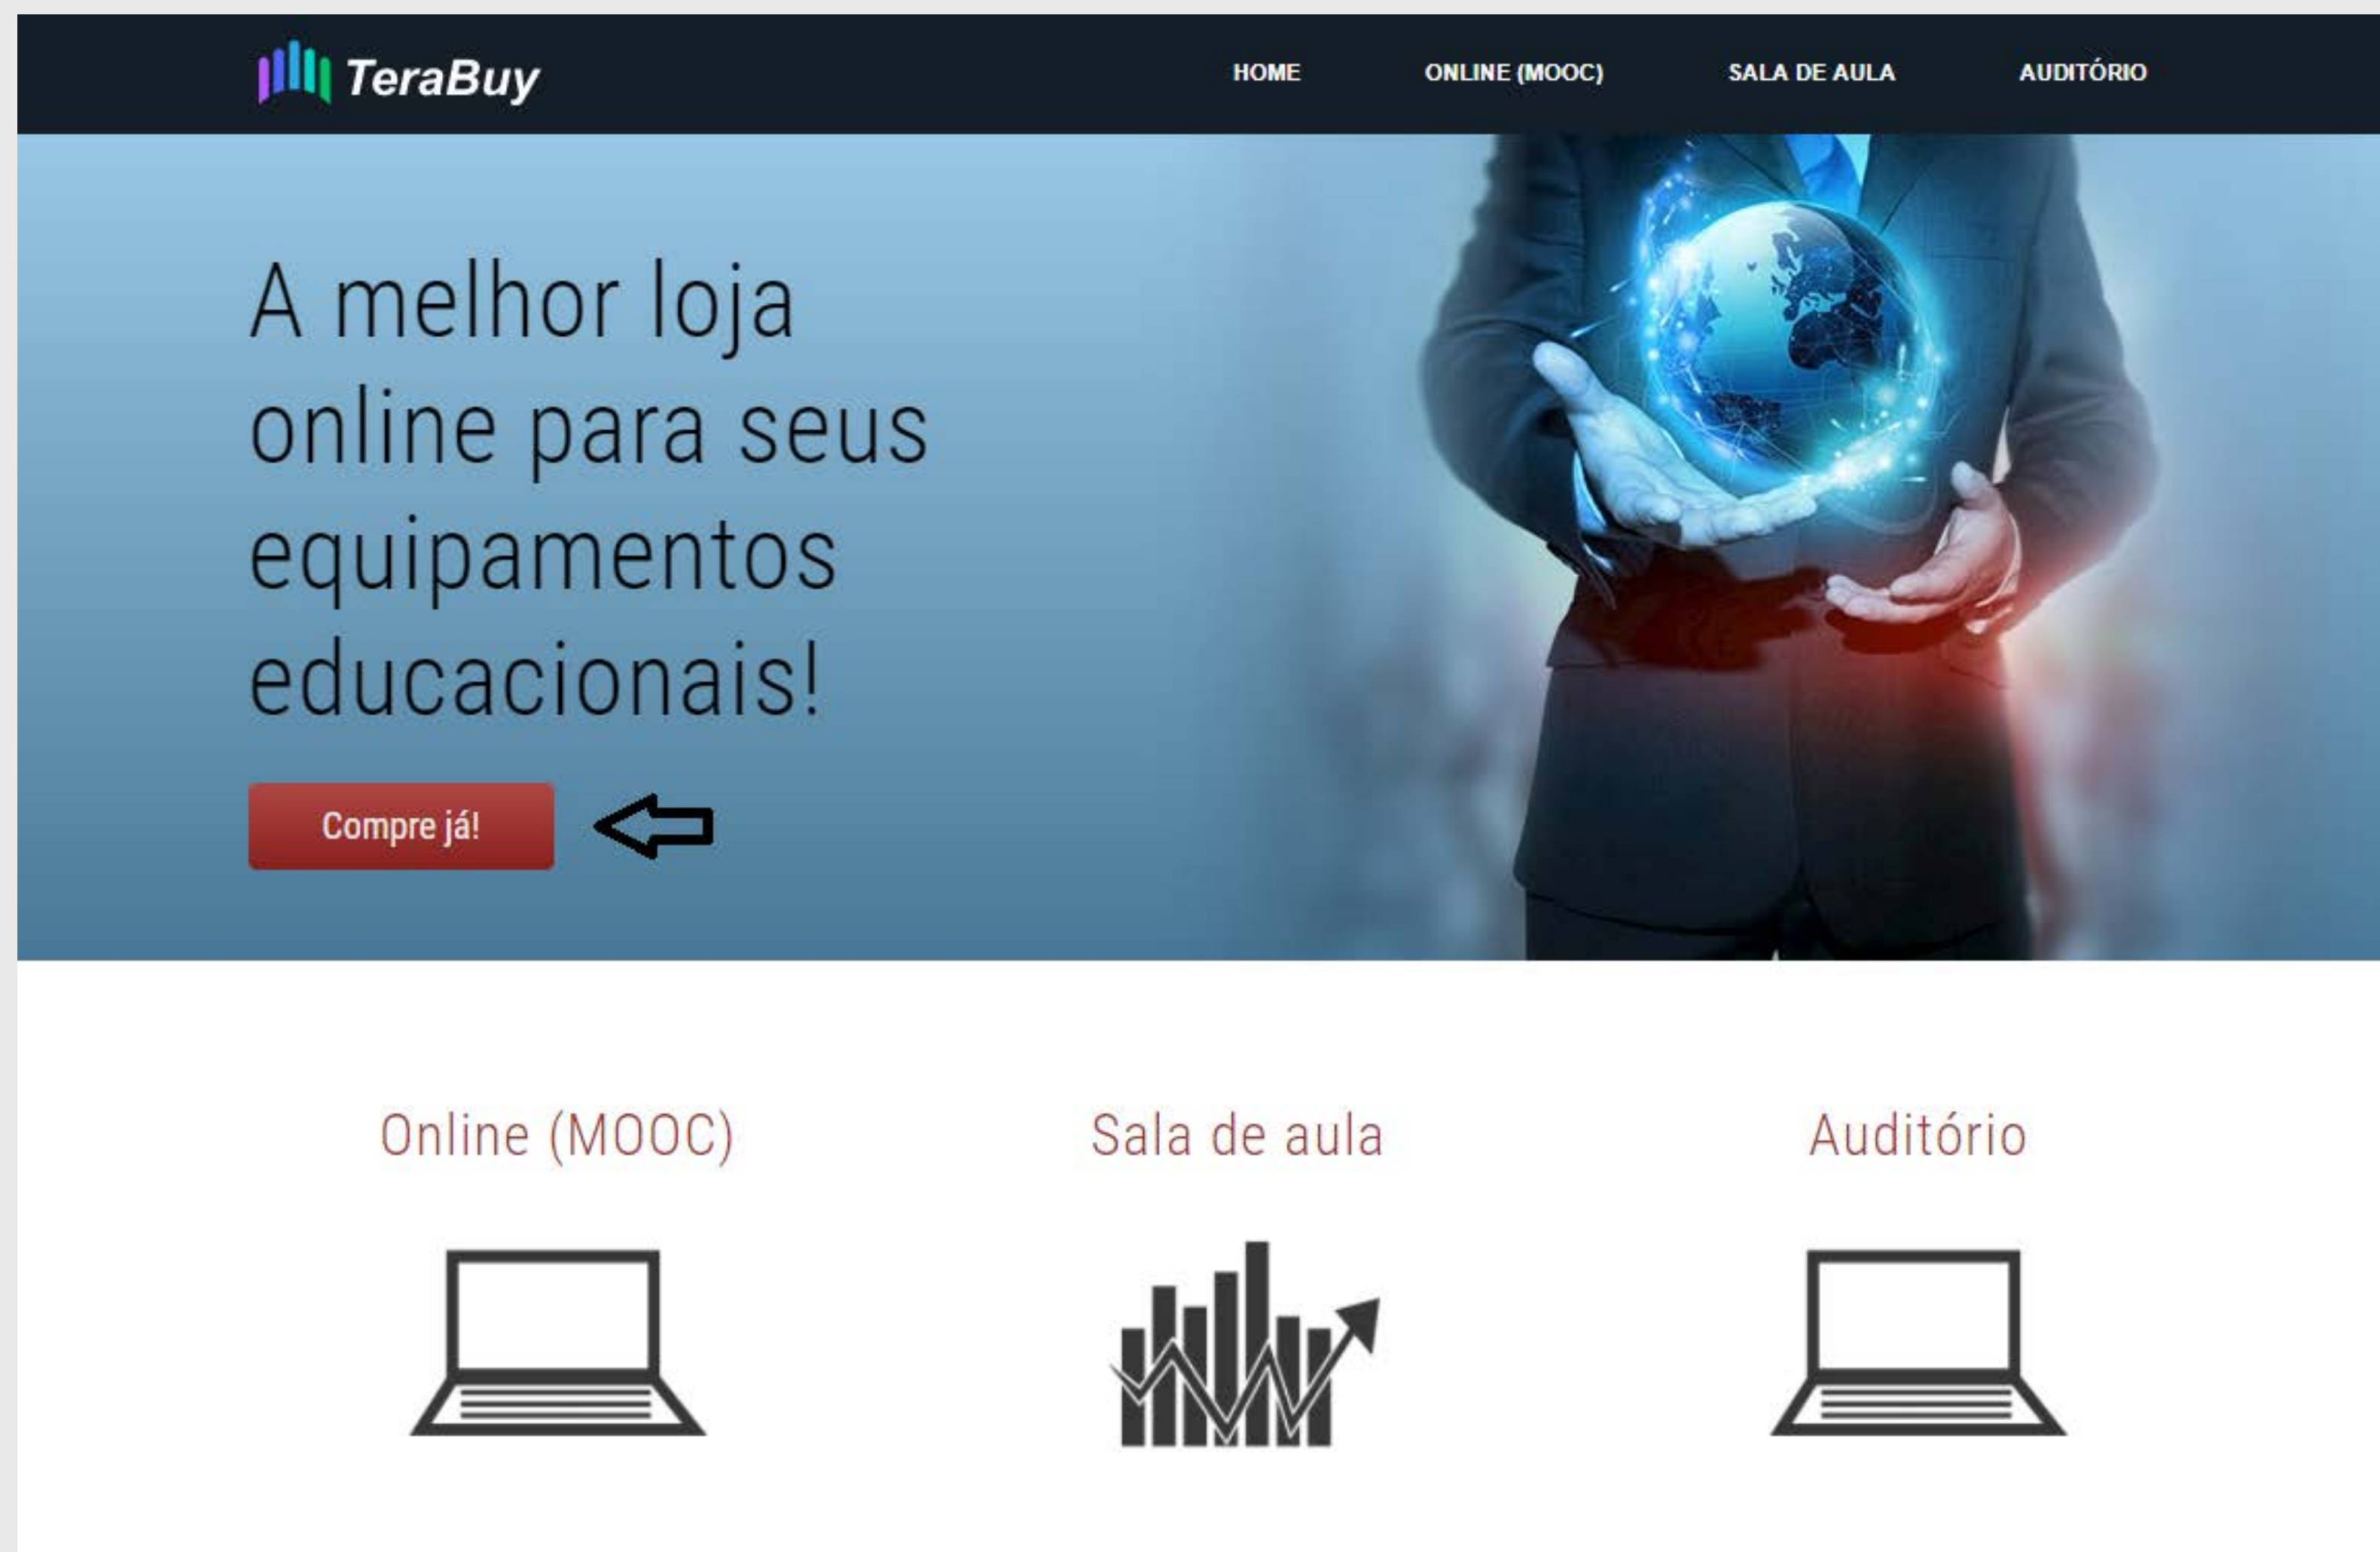 TeraBuy
HOME ONLINE (MOOC) SALA DE AULA AUDITÓRIO
A melhor loja
online para seus
equipamentos
educacionais!
Compre já!
Online (MOOC) Sala de aula Auditório